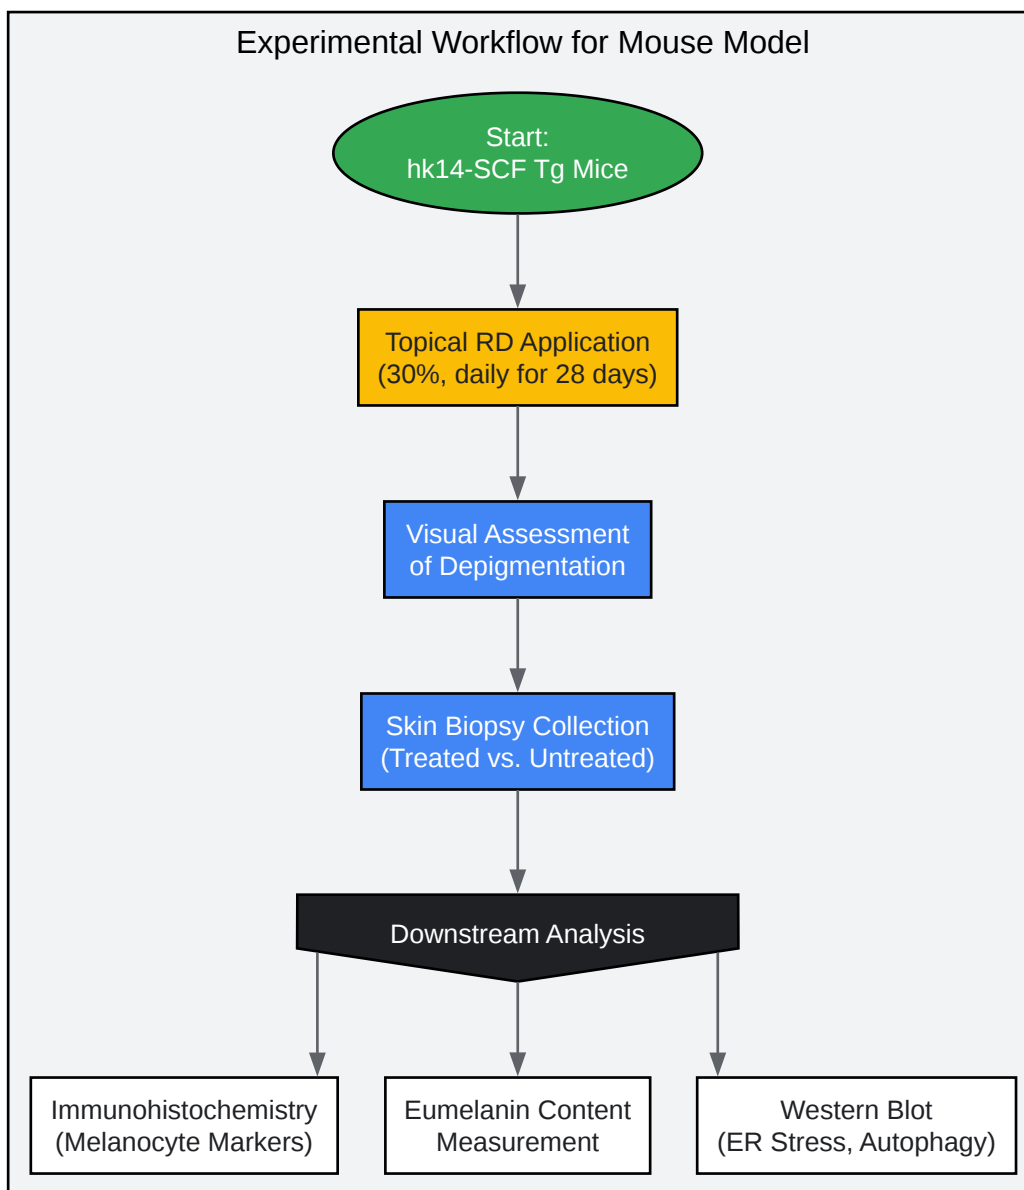 Experimental Workflow for Mouse Model
Start:
hk14-SCF Tg Mice
Topical RD Application
(30%, daily for 28 days)
Visual Assessment
of Depigmentation
Skin Biopsy Collection
(Treated vs. Untreated)
Downstream Analysis
Immunohistochemistry
(Melanocyte Markers)
Eumelanin Content
Measurement
Western Blot
(ER Stress, Autophagy)